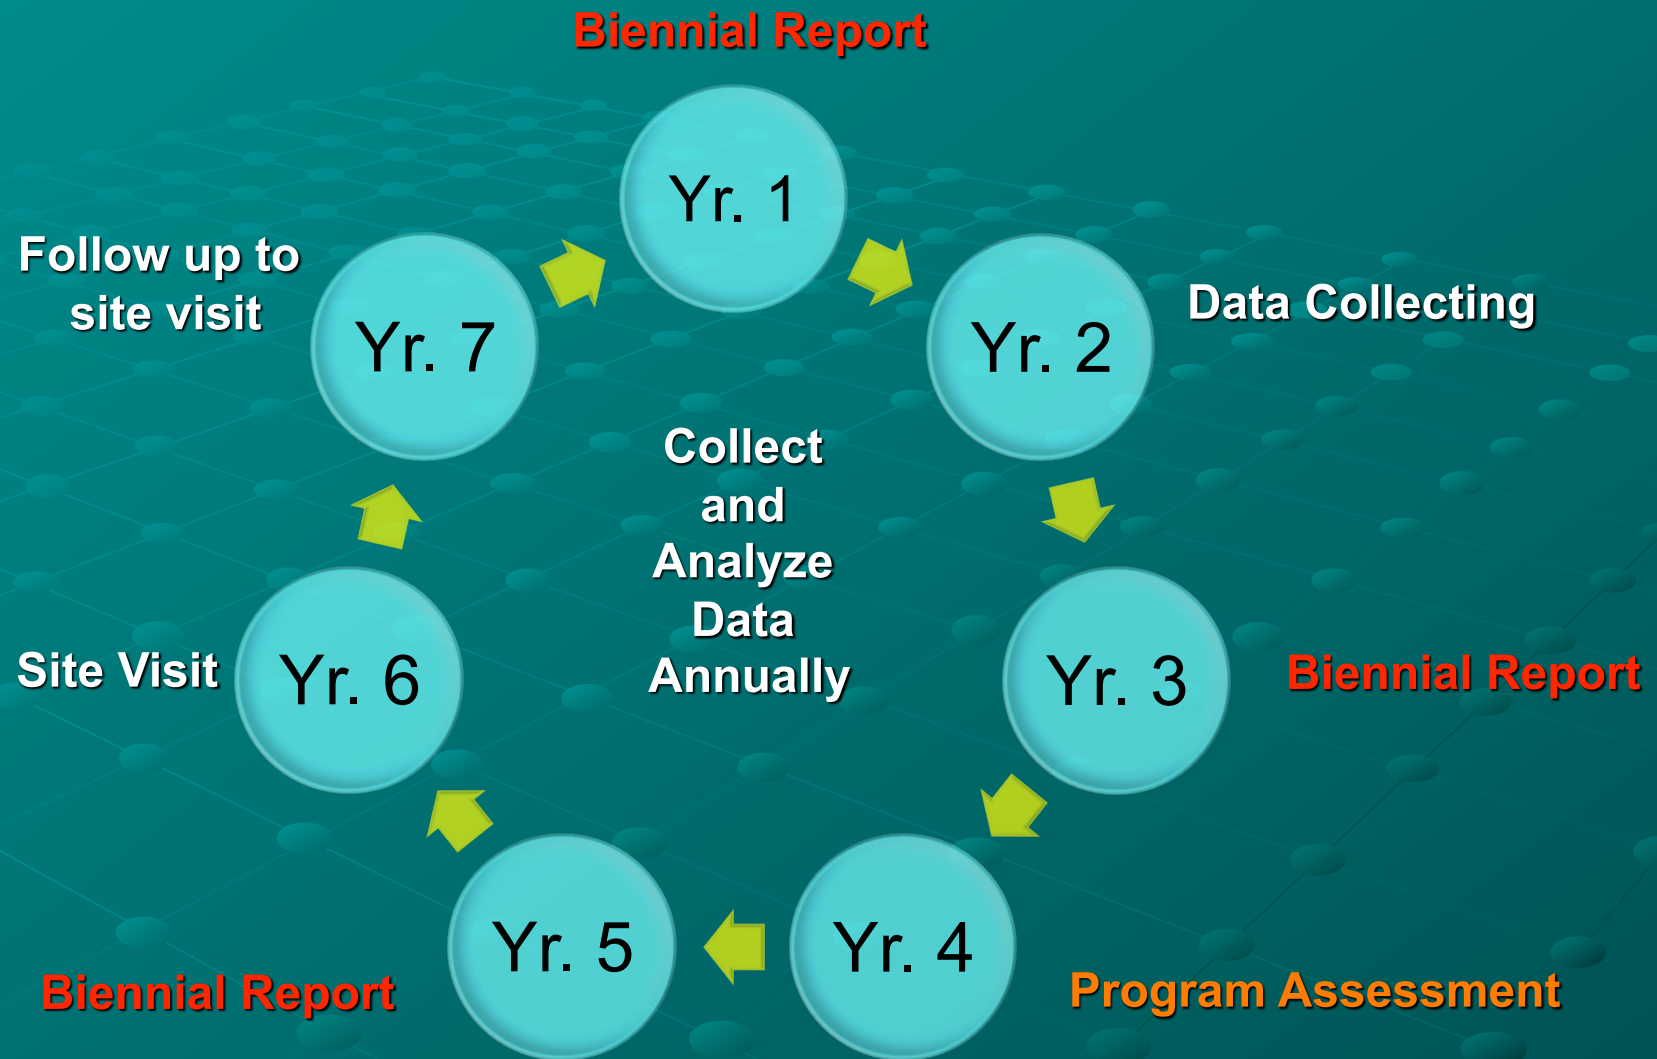 Biennial Report
Yr. 1
Follow up to
site visit
Yr. 7
Yr. 2
Data Collecting
Collect
and
Analyze
Data
Annually
Site Visit
Yr. 6
Yr. 3
Biennial Report
Yr. 5
Yr. 4
Biennial Report
Program Assessment